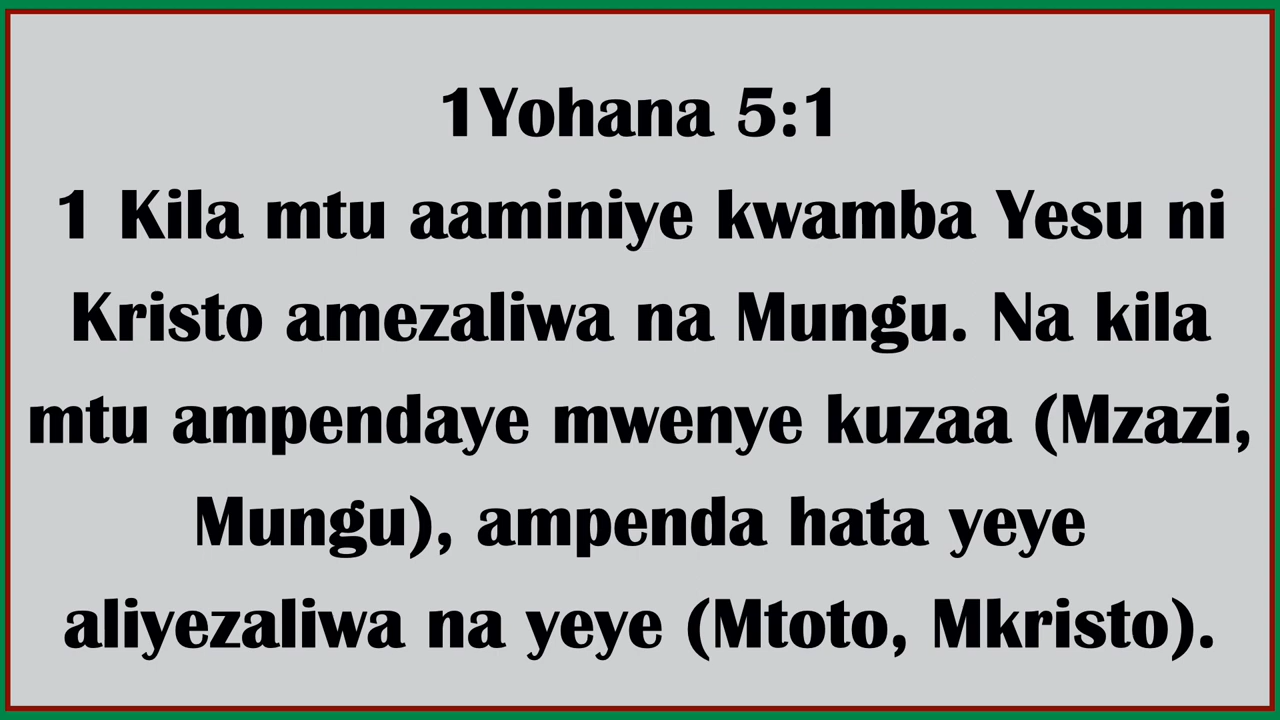 1Yohana 5:1
1 Kila mtu aaminiye kwamba Yesu ni
Kristo amezaliwa na Mungu. Na kila
mtu ampendaye mwenye kuzaa (Mzazi,
Mungu), ampenda hata yeye
aliyezaliwa na yeye (Mtoto, Mkristo).